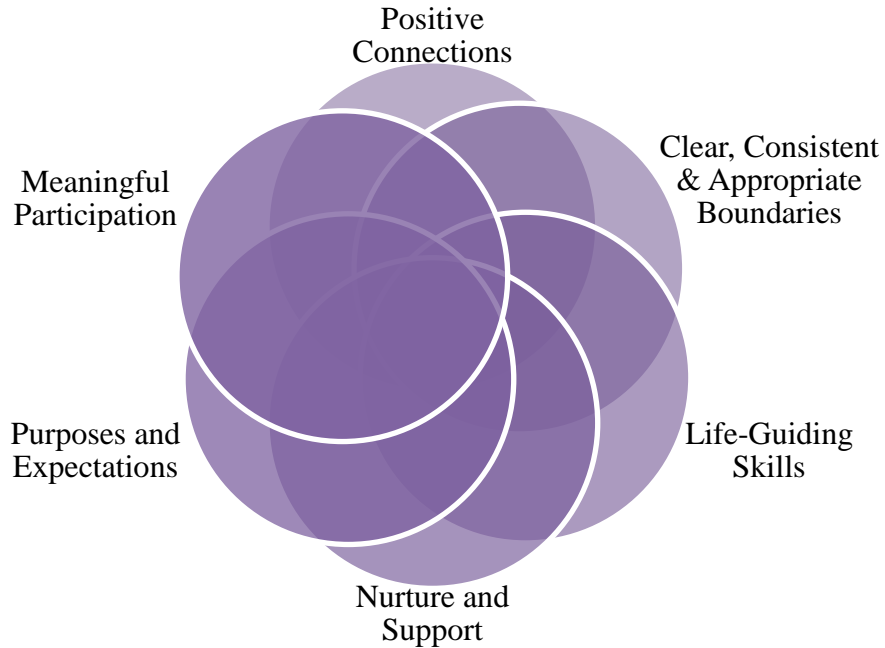 Positive
Connections
Clear, Consistent
& Appropriate
Boundaries
Life-Guiding
Skills
Nurture and
Support
Purposes and
Expectations
Meaningful
Participation